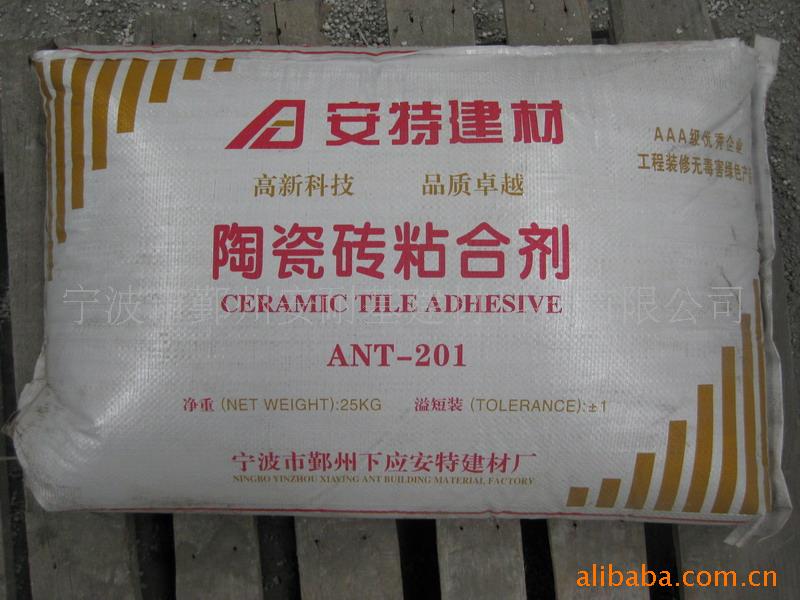 安特建材
AAA级优秀企业
工程装修无毒害绿色产
高新科技 品质卓越
陶瓷砖粘合剂
CERAMIC TILE ADHESIVE
ANT-201
净重 (NET WEIGHT):25KG 溢短装 (TOLERANCE):±1
宁波市鄞州下应安特建材厂
NINGBO YINZHOU XIAYING ANT BUILDING MATERIAL FACTORY
alibaba.com.cn